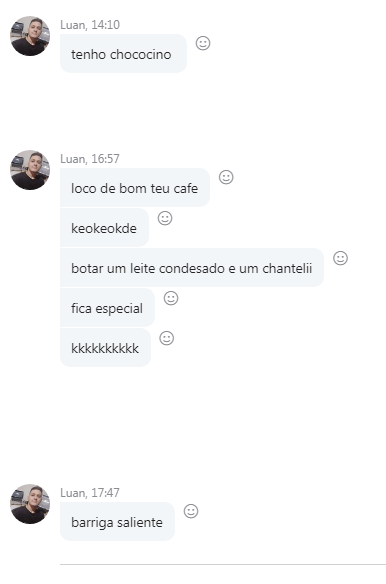 Luan, 14:10
tenho chococino
Luan, 16:57
loco de bom teu cafe
keokeokde
botar um leite condesado e um chantelii
fica especial
kkkkkkkkkk
Luan, 17:47
barriga saliente